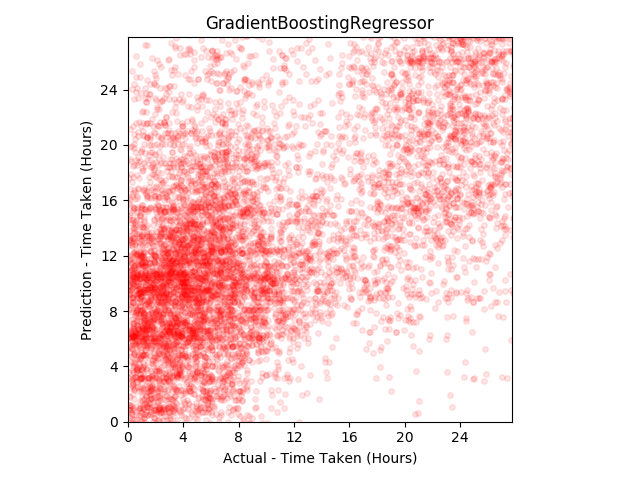 GradientBoostingRegressor
Prediction - Time Taken (Hours)
24
20
16
12
8
4
0
0 4 8 12 16 20 24
Actual - Time Taken (Hours)